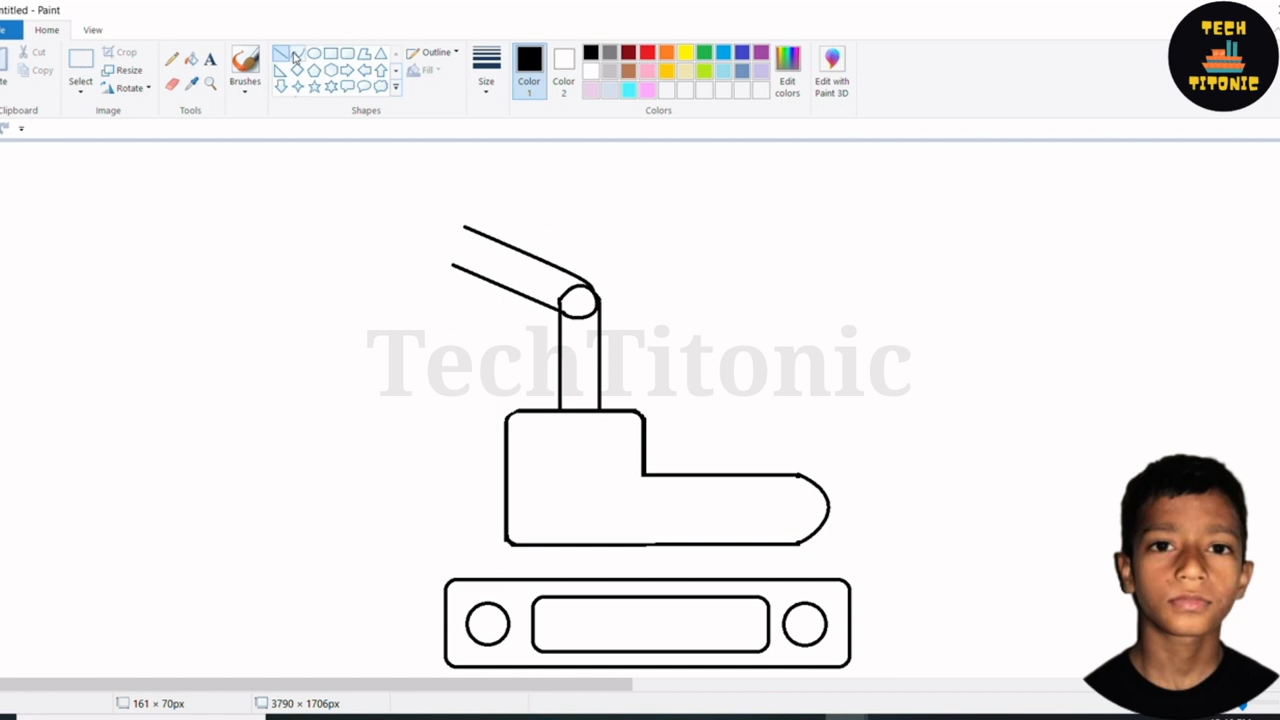 ntitled - Paint
Home View
Cut
Copy
Clipboard
Select
Crop
Resize
Rotate
Image
A
Tools
Brushes
Outline
Fill
Shapes
Size
Color
1
Color
2
Edit
colors
Edit with
Paint 3D
Colors
TECH
TITONIC
TechTitonic
161 × 70px
3790 × 1706px